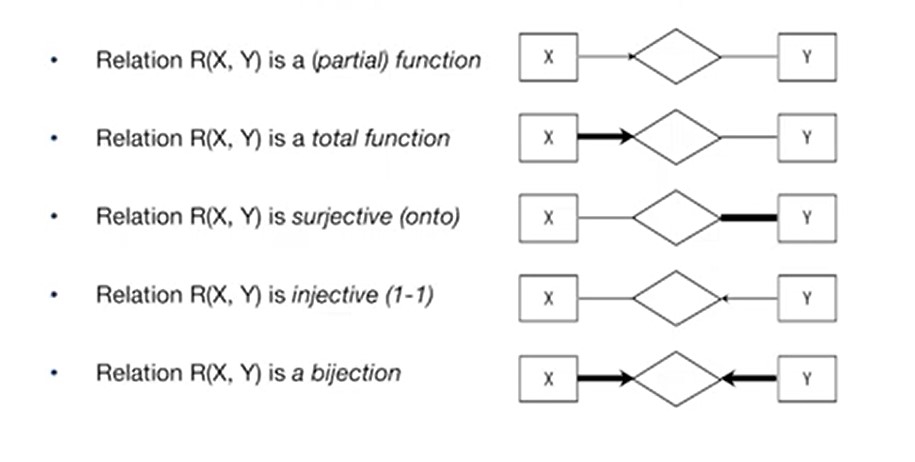 • Relation R(X, Y) is a (partial) function
X
Y
• Relation R(X, Y) is a total function
X
Y
• Relation R(X, Y) is surjective (onto)
X
Y
• Relation R(X, Y) is injective (1-1)
X
Y
• Relation R(X, Y) is a bijection
X
Y